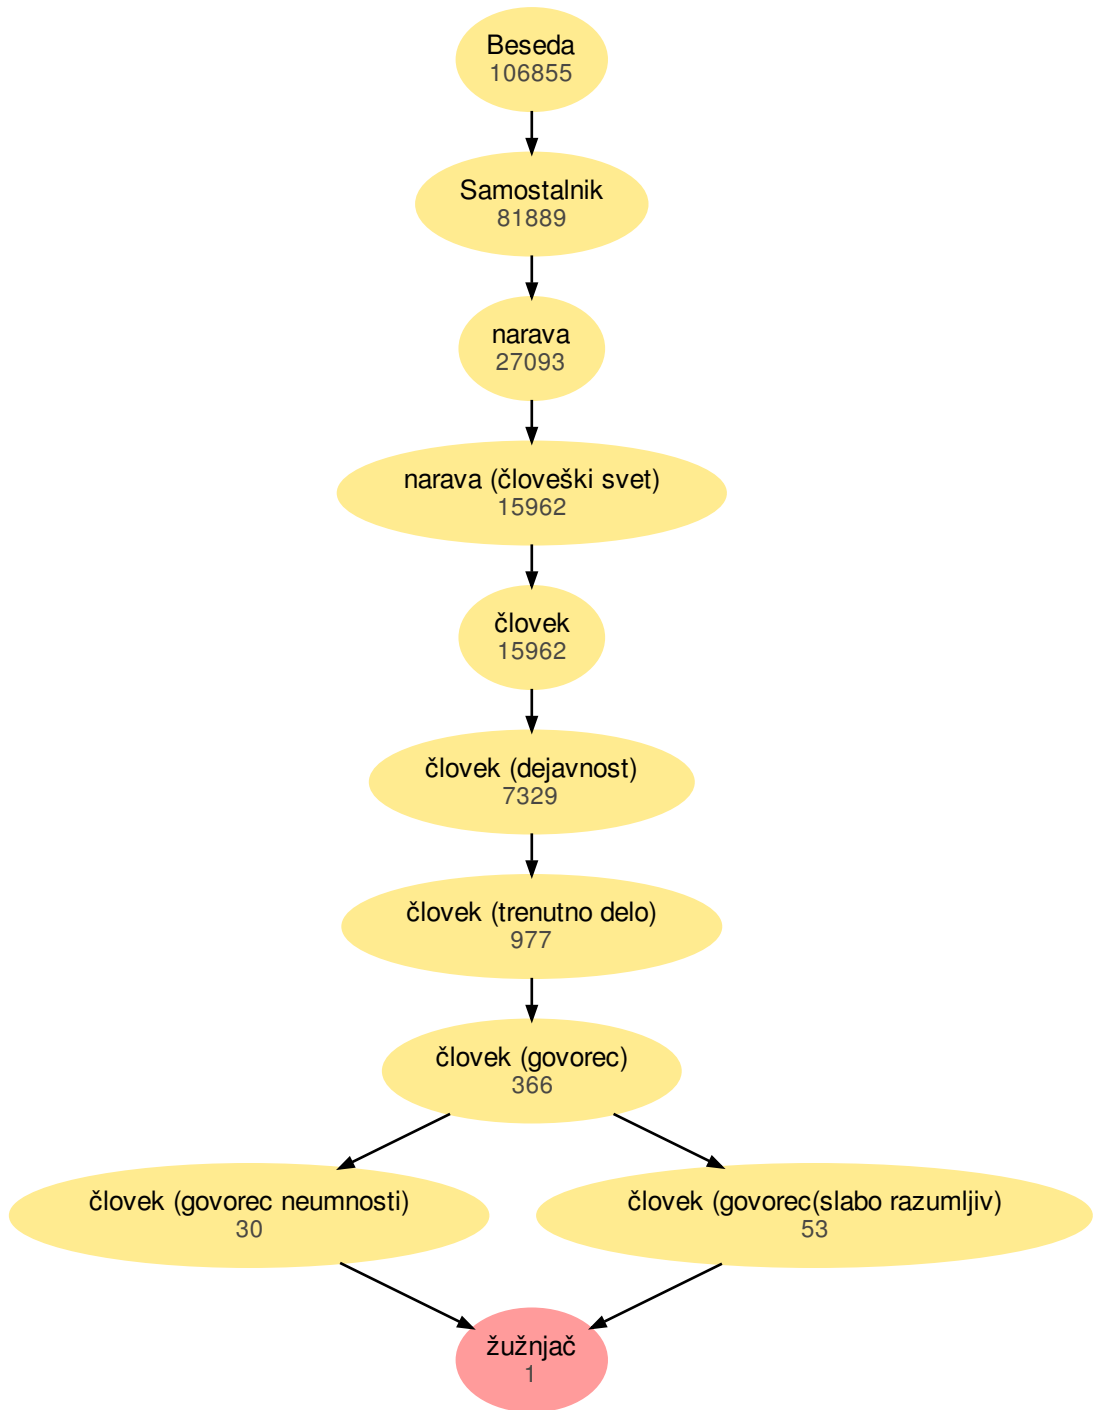 Beseda
106855
Samostalnik
81889
narava
27093
narava (človeški svet)
15962
človek
15962
človek (dejavnost)
7329
človek (trenutno delo)
977
človek (govorec)
366
človek (govorec neumnosti)
30
človek (govorec(slabo razumljiv)
53
žužnjač
1